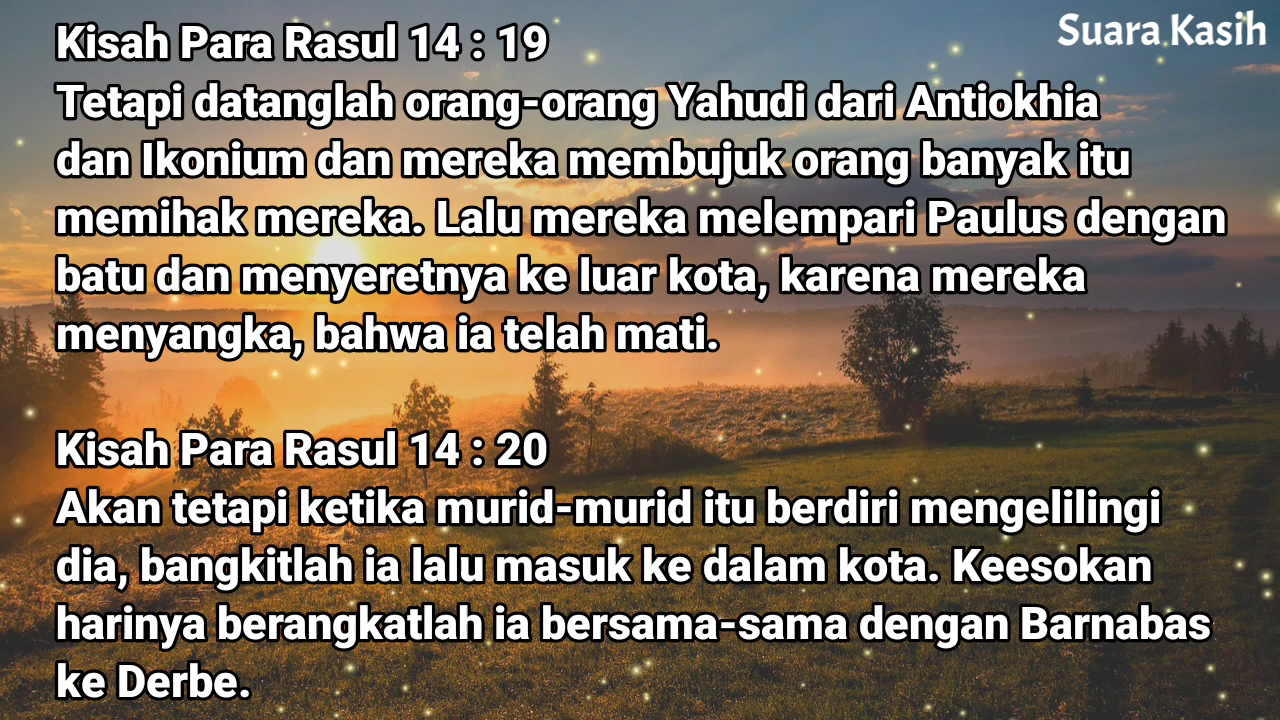 Suara Kasih
Kisah Para Rasul 14 : 19
Tetapi datanglah orang-orang Yahudi dari Antiokhia
dan Ikonium dan mereka membujuk orang banyak itu
memihak mereka. Lalu mereka melempari Paulus dengan
batu dan menyeretnya ke luar kota, karena mereka
menyangka, bahwa ia telah mati.
Kisah Para Rasul 14 : 20
Akan tetapi ketika murid-murid itu berdiri mengelilingi
dia, bangkitlah ia lalu masuk ke dalam kota. Keesokan
harinya berangkatlah ia bersama-sama dengan Barnabas
ke Derbe.